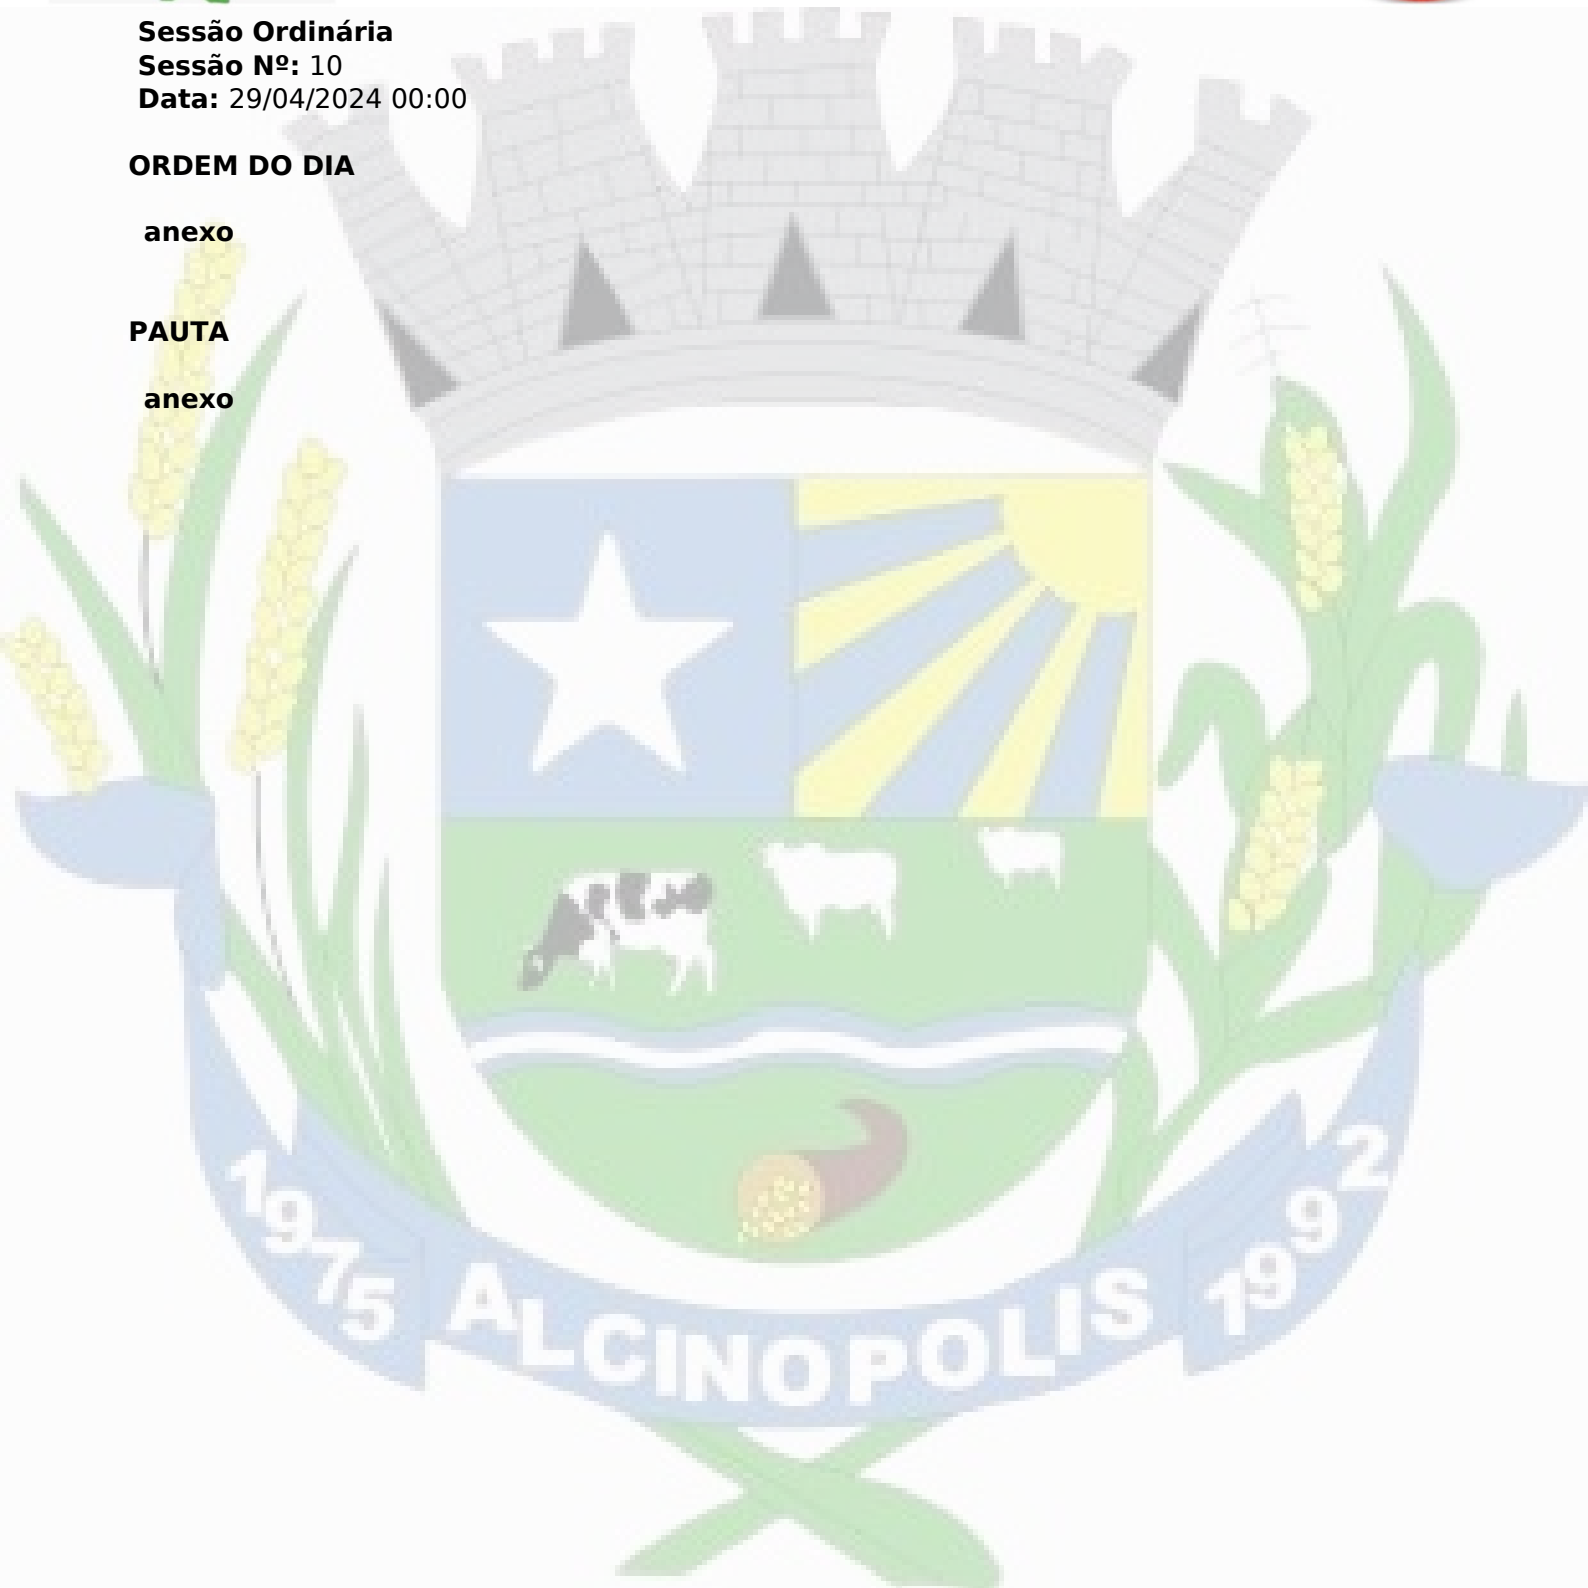 Sessão Ordinária
Sessão Nº: 10
Data: 29/04/2024 00:00
ORDEM DO DIA
anexo
PAUTA
anexo
1975 ALCINOPOLIS 1992